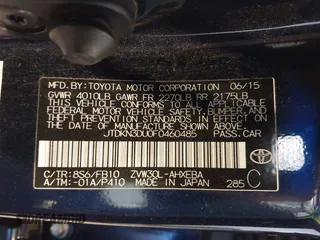 MFD.BY:TOYOTA MOTOR CORPORATION 06/15
GVWR 4010LB GAWR FR 2270LB RR 2175LB
THIS VEHICLE CONFORMS TO ALL APPLICABLE
FEDERAL MOTOR VEHICLE SAFETY, BUMPER, AND
THEFT PREVENTION STANDARDS IN EFFECT ON
THE DATE OF MANUFACTURE SHOWN ABOVE.
JTDKN3DU0F0460485 PASS.CAR
C/TR:8S6/FB10 ZVW30L-AHXEBA
A/TM:-01A/P410 MADE IN JAPAN 285 C